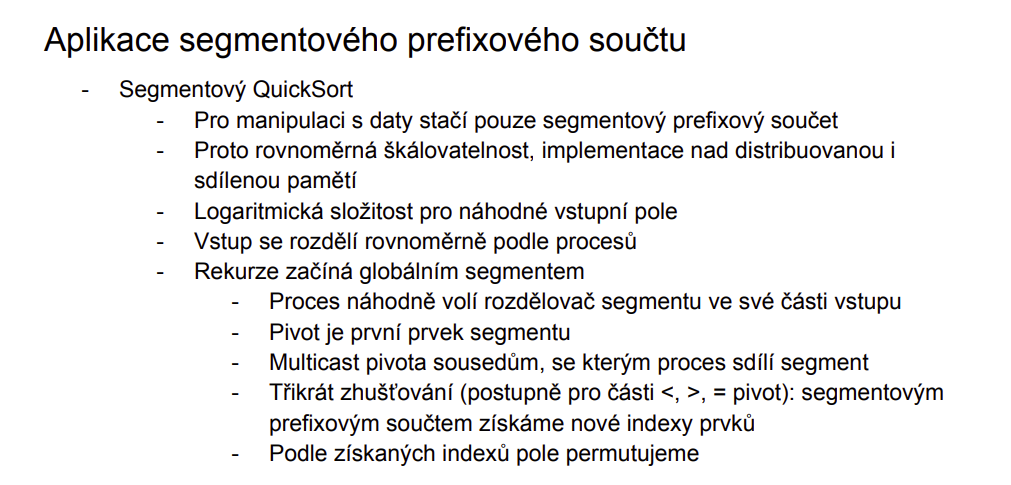 Aplikace segmentového prefixového součtu
- Segmentový QuickSort
- Pro manipulaci s daty stačí pouze segmentový prefixový součet
- Proto rovnoměrná škálovatelnost, implementace nad distribuovanou i
sdílenou pamětí
- Logaritmická složitost pro náhodné vstupní pole
- Vstup se rozdělí rovnoměrně podle procesů
- Rekurze začíná globálním segmentem
- Proces náhodně volí rozdělovač segmentu ve své části vstupu
- Pivot je první prvek segmentu
- Multicast pivota sousedům, se kterým proces sdílí segment
- Třikrát zhušťování (postupně pro části <, >, = pivot): segmentovým
prefixovým součtem získáme nové indexy prvků
- Podle získaných indexů pole permutujeme